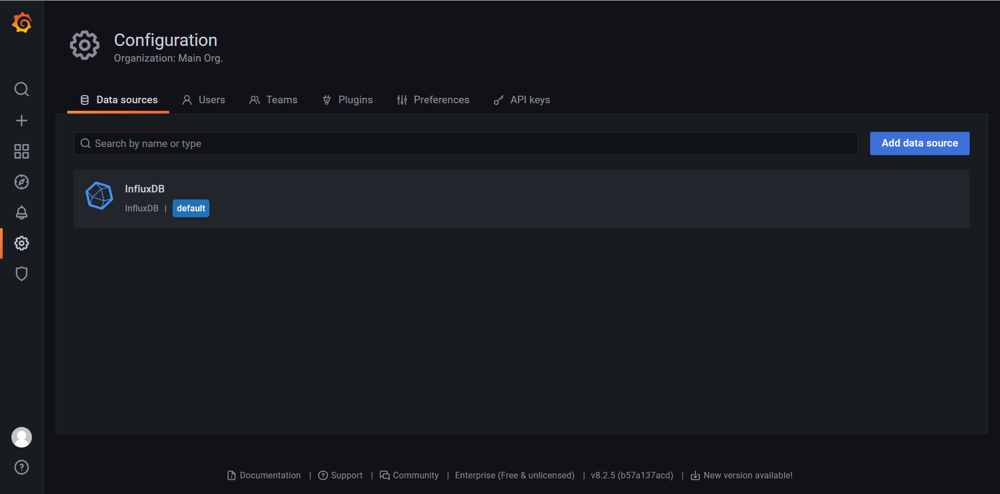 Configuration
Organization: Main Org.
Data sources Users Teams Plugins Preferences API keys
Search by name or type Add data source
InfluxDB
InfluxDB | default
Documentation | Support | Community | Enterprise (Free & unlicensed) | v8.2.5 (b57a137acd) | New version available!